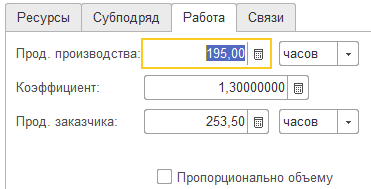 Ресурсы Субподряд Работа Связи
Прод. производства: 195,00 часов
Коэффициент: 1,30000000
Прод. заказчика: 253,50 часов
Пропорционально объему